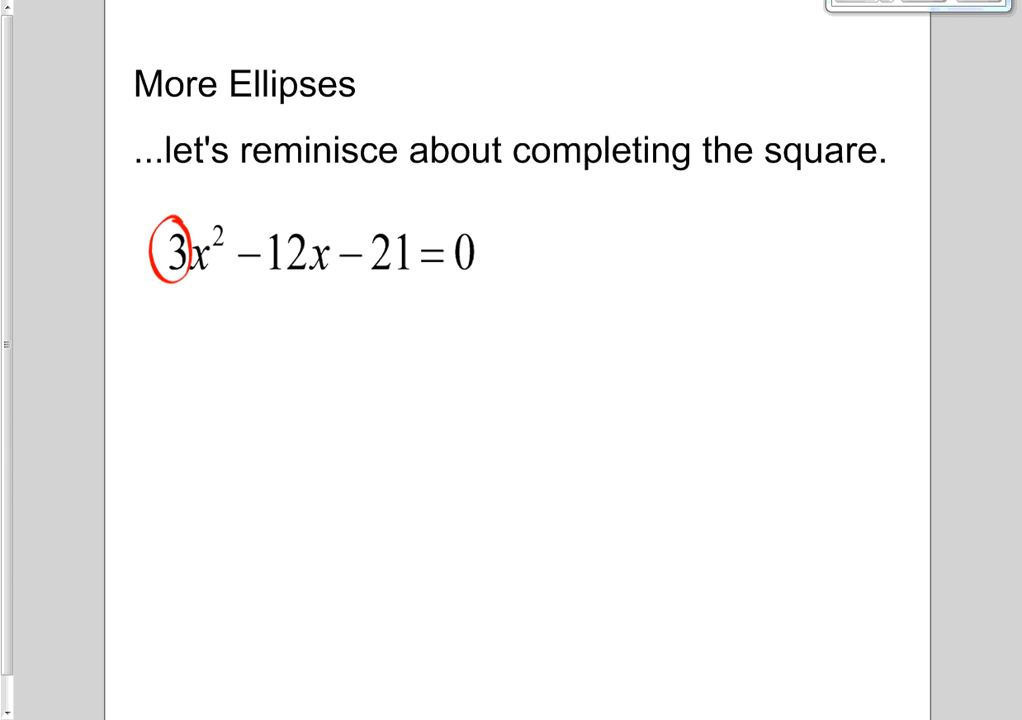 More Ellipses
...let's reminisce about completing the square.
3x² − 12x − 21 = 0